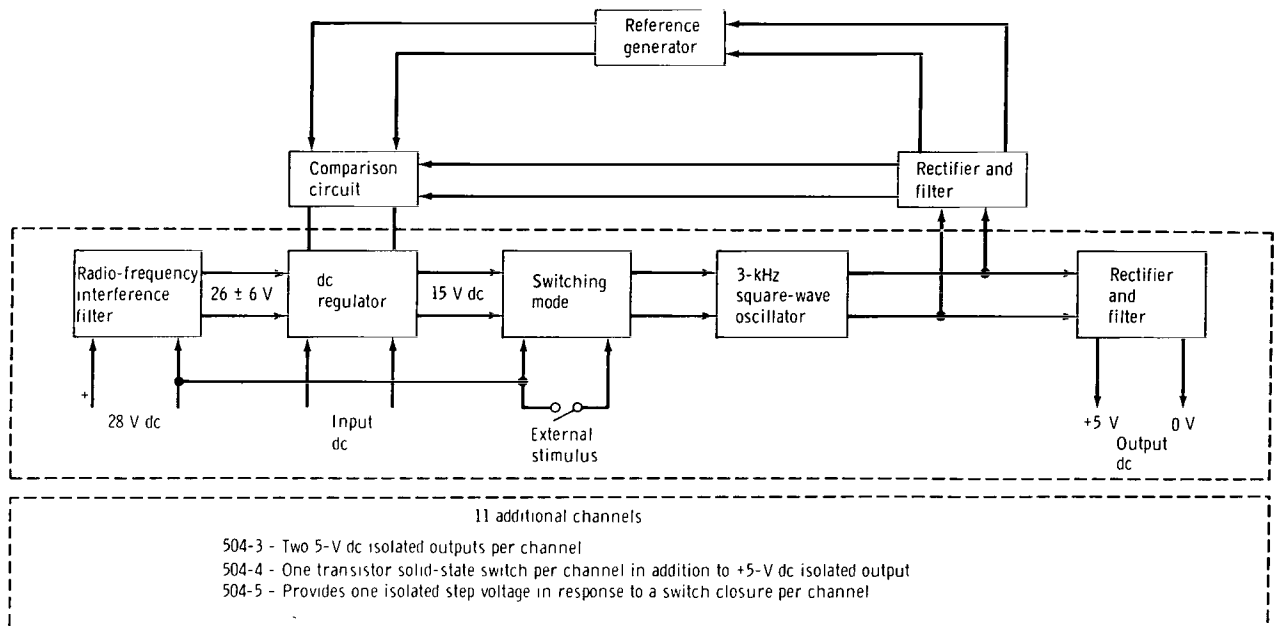 Reference
generator
Comparison
circuit
Rectifier and
filter
Radio-frequency
interference
filter
26 ± 6 V
dc
regulator
15 V dc
Switching
mode
3-kHz
square-wave
oscillator
Rectifier
and
filter
+
28 V dc
Input
dc
External
stimulus
+5 V
0 V
Output
dc
11 additional channels
504-3 - Two 5-V dc isolated outputs per channel
504-4 - One transistor solid-state switch per channel in addition to +5-V dc isolated output
504-5 - Provides one isolated step voltage in response to a switch closure per channel